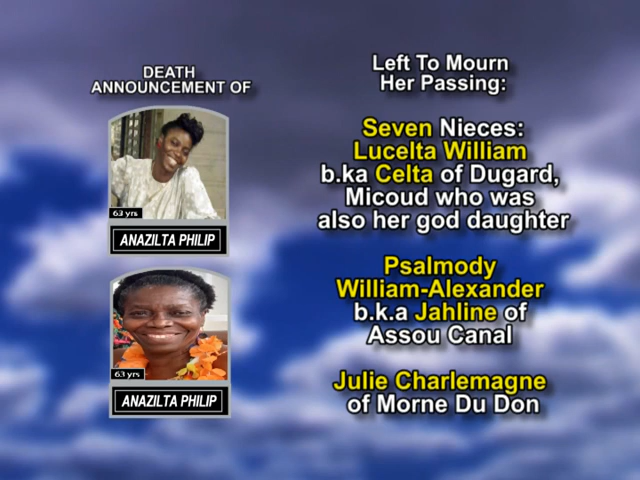 DEATH
ANNOUNCEMENT OF
63 yrs
ANAZILTA PHILIP
63 yrs
ANAZILTA PHILIP
Left To Mourn
Her Passing:
Seven Nieces:
Lucelta William
b.ka Celta of Dugard,
Micoud who was
also her god daughter
Psalmody
William-Alexander
b.k.a Jahline of
Assou Canal
Julie Charlemagne
of Morne Du Don